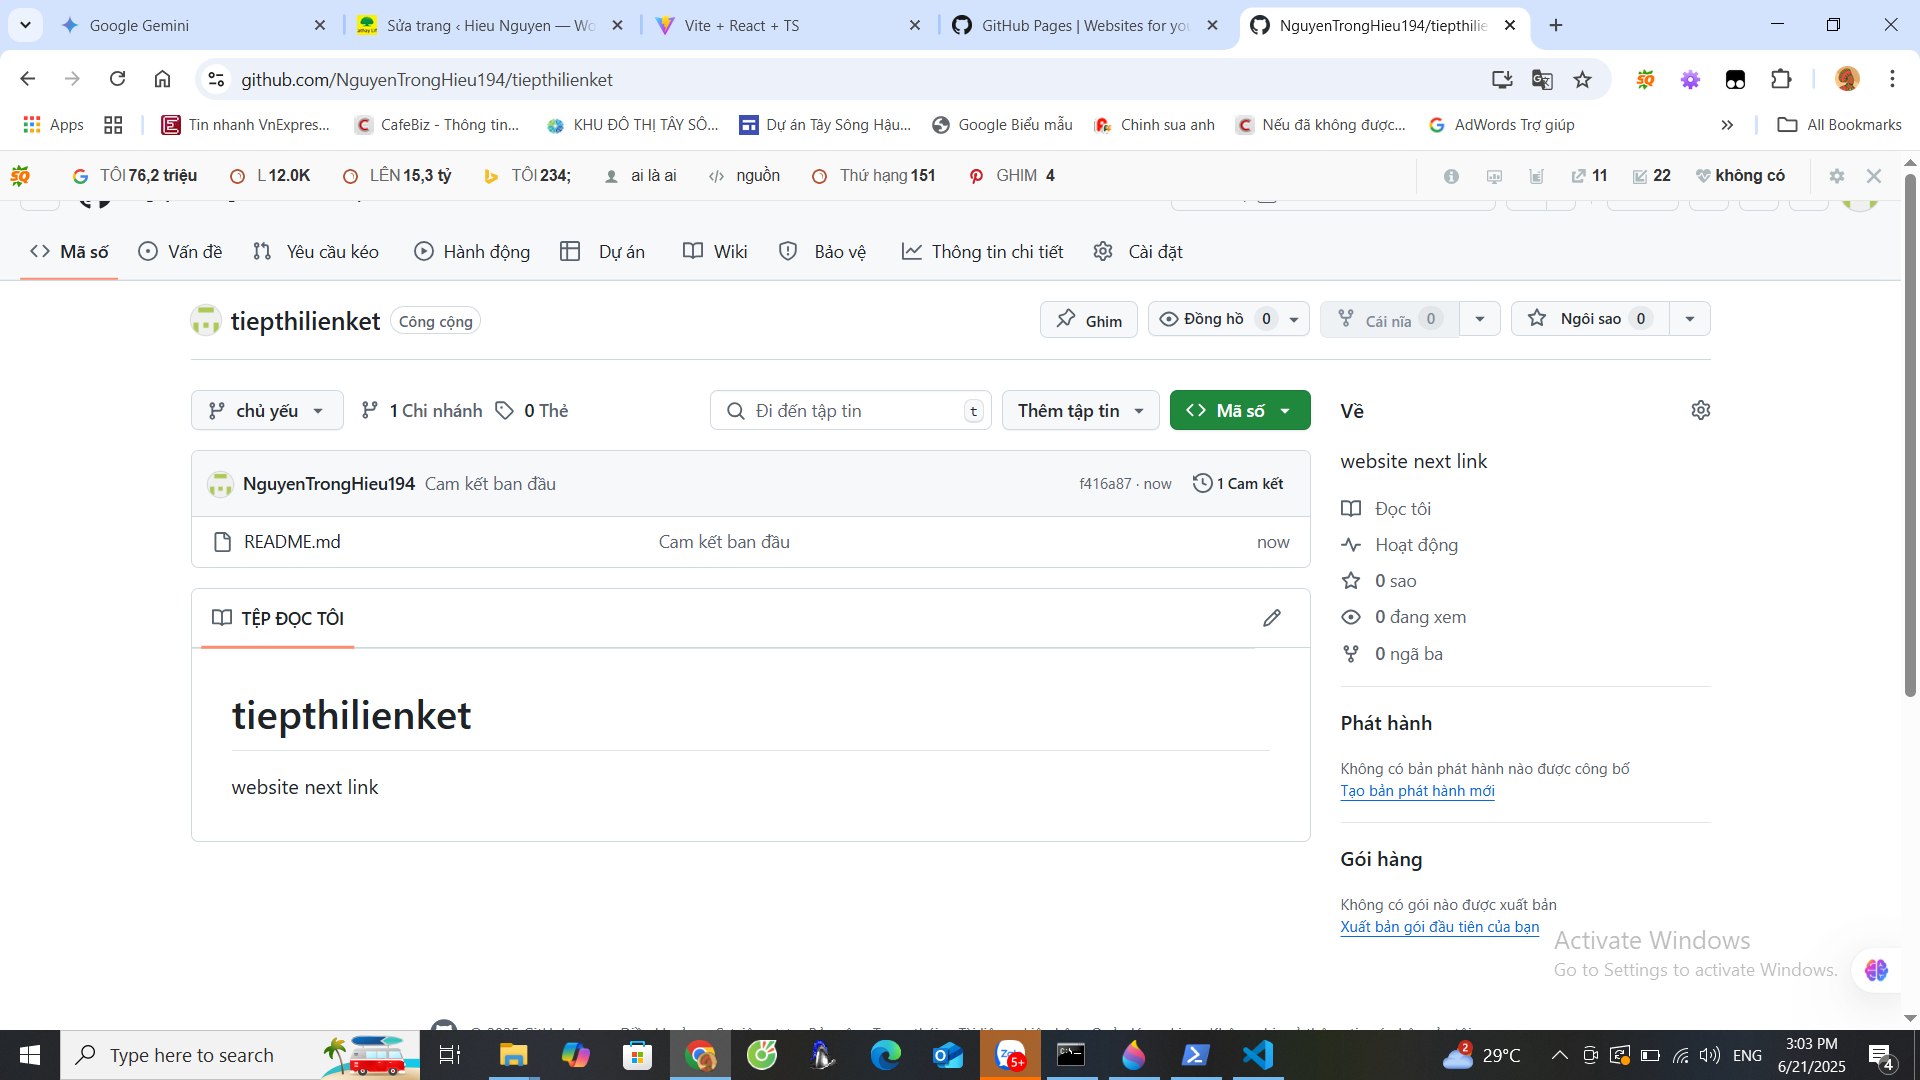 Google Gemini
Sửa trang ‹ Hieu Nguyen — Wo
Vite + React + TS
GitHub Pages | Websites for you
NguyenTrongHieu194/tiepthilie
github.com/NguyenTrongHieu194/tiepthilienket
Apps
Tin nhanh VnExpres...
CafeBiz - Thông tin...
KHU ĐÔ THỊ TÂY SÔ...
Dự án Tây Sông Hậu...
Google Biểu mẫu
Chinh sua anh
Nếu đã không được...
AdWords Trợ giúp
All Bookmarks
TÔI 76,2 triệu
L 12.0K
LÊN 15,3 tỷ
TÔI 234;
ai là ai
nguồn
Thứ hạng 151
GHIM 4
11
22
không có
Mã số
Vấn đề
Yêu cầu kéo
Hành động
Dự án
Wiki
Bảo vệ
Thông tin chi tiết
Cài đặt
tiepthilienket
Công cộng
Ghim
Đồng hồ 0
Cái nĩa 0
Ngôi sao 0
chủ yếu
1 Chi nhánh
0 Thẻ
Đi đến tập tin
t
Thêm tập tin
Mã số
NguyenTrongHieu194 Cam kết ban đầu
f416a87 · now
1 Cam kết
README.md
Cam kết ban đầu
now
TỆP ĐỌC TÔI
tiepthilienket
website next link
Về
website next link
Đọc tôi
Hoạt động
0 sao
0 đang xem
0 ngã ba
Phát hành
Không có bản phát hành nào được công bố
Tạo bản phát hành mới
Gói hàng
Không có gói nào được xuất bản
Xuất bản gói đầu tiên của bạn
Activate Windows
Go to Settings to activate Windows.
Type here to search
5+
2
29°C
ENG
3:03 PM
6/21/2025
4